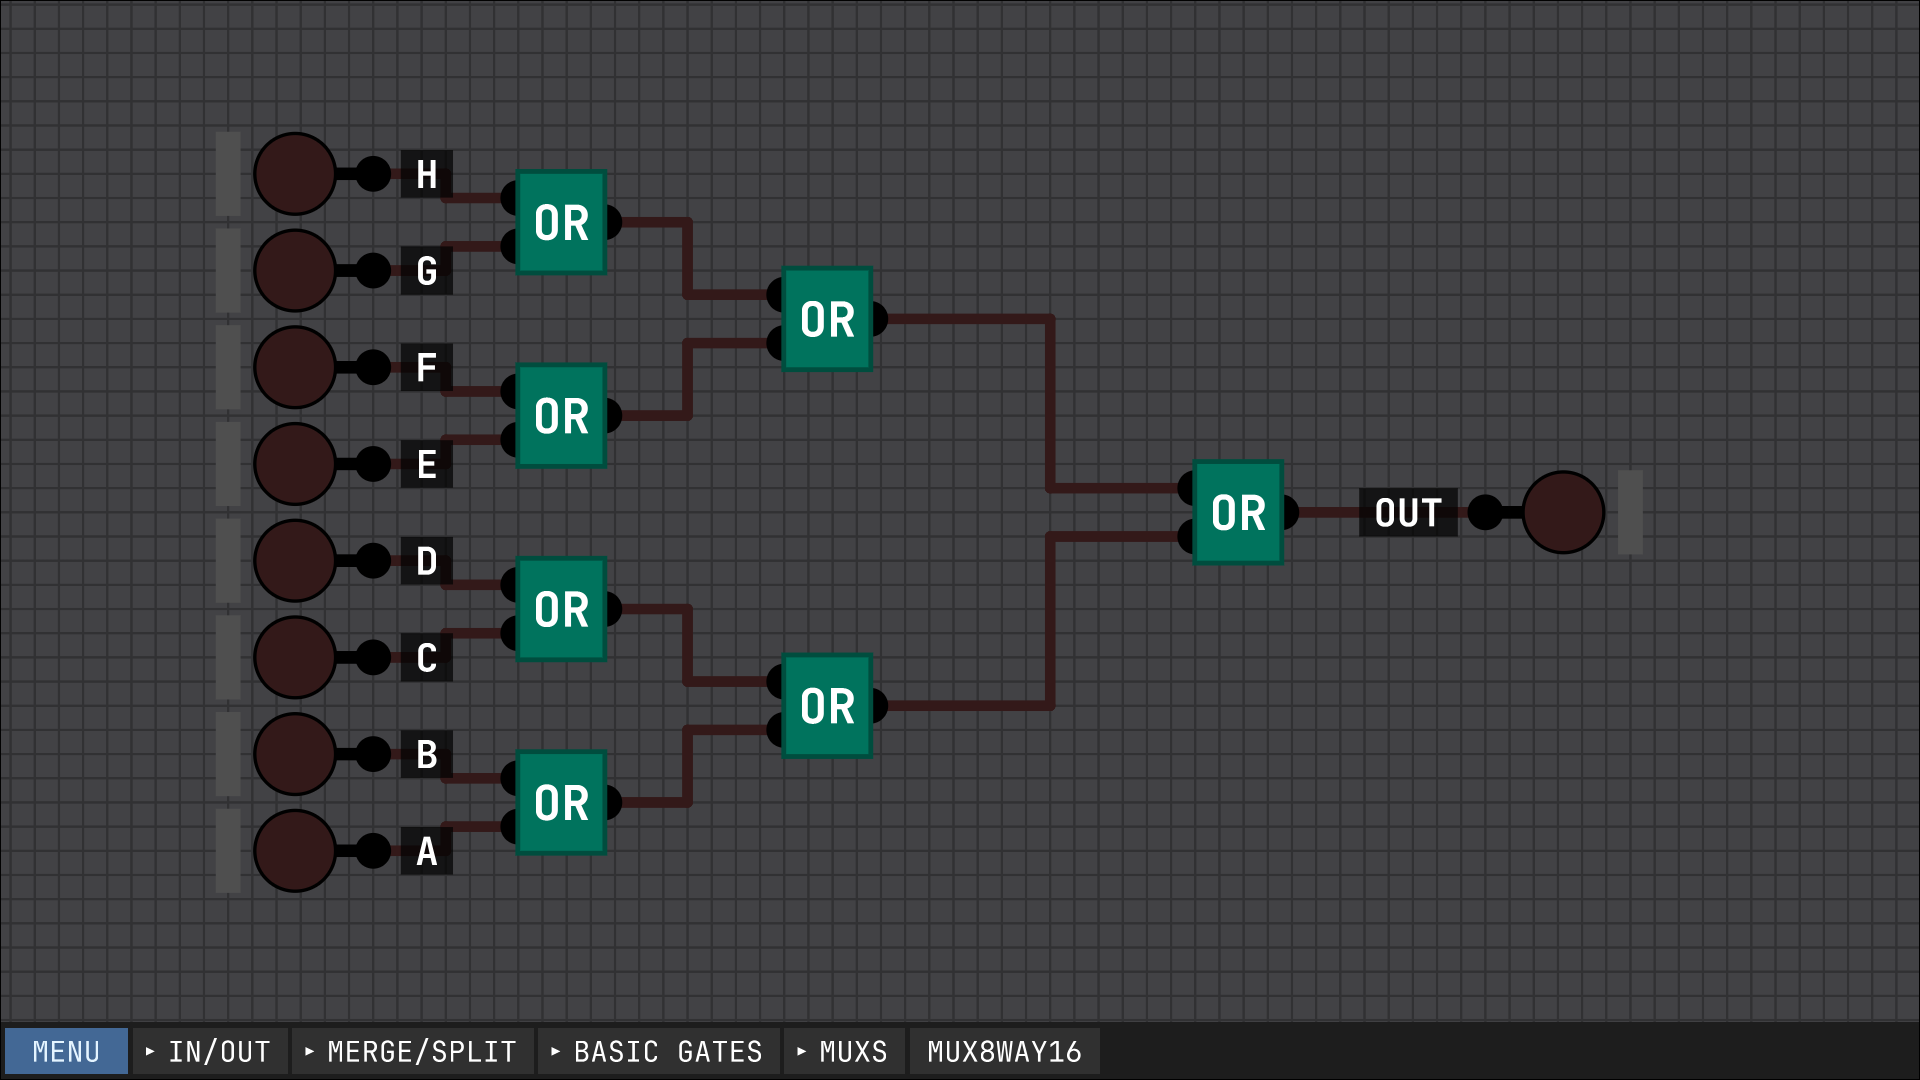 H
OR
G
OR
F
OR
E
OR
OUT
D
OR
C
OR
B
OR
A
MENU ▸ IN/OUT ▸ MERGE/SPLIT ▸ BASIC GATES ▸ MUXS MUX8WAY16